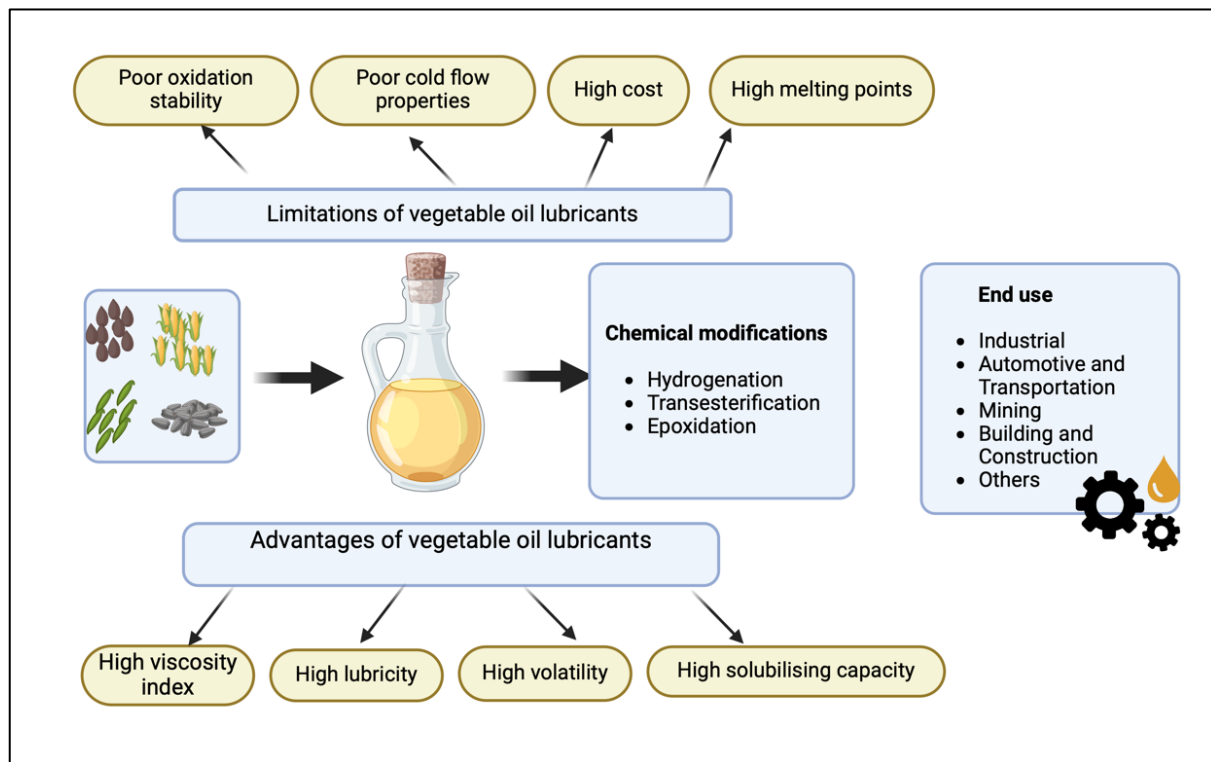 Poor oxidation
stability
Poor cold flow
properties
High cost
High melting points
Limitations of vegetable oil lubricants
Chemical modifications
• Hydrogenation
• Transesterification
• Epoxidation
End use
• Industrial
• Automotive and
Transportation
• Mining
• Building and
Construction
• Others
Advantages of vegetable oil lubricants
High viscosity
index
High lubricity
High volatility
High solubilising capacity